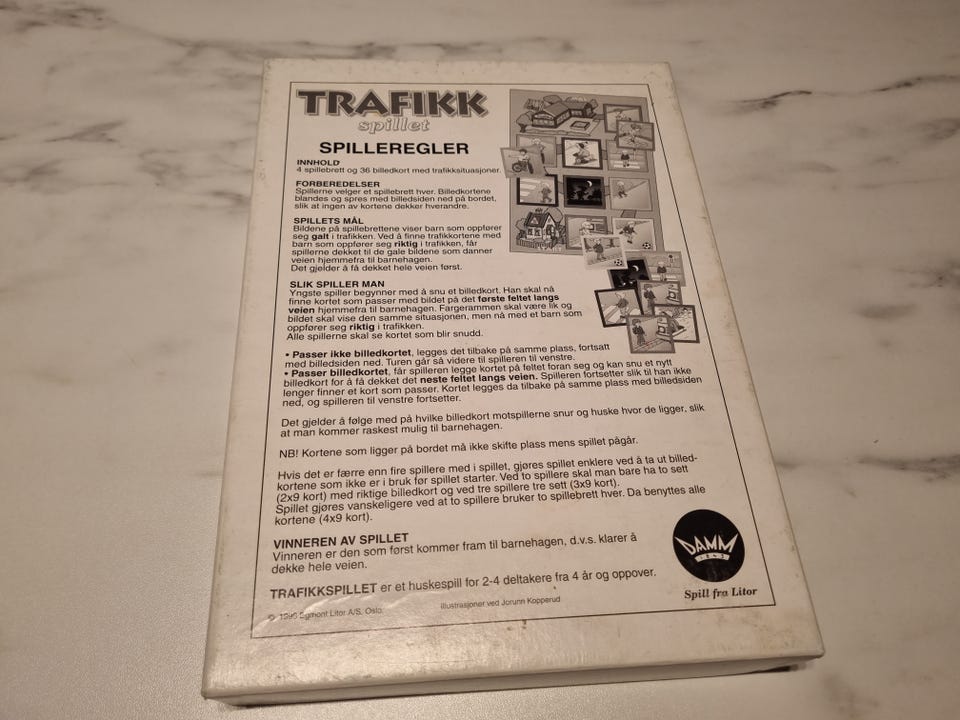 TRAFIKK
spillet
SPILLEREGLER
INNHOLD
4 spillebrett og 36 billedkort med trafikksituasjoner.
FORBEREDELSER
Spillerne velger et spillebrett hver. Billedkortene
blandes og spres med billedsiden ned på bordet,
slik at ingen av kortene dekker hverandre.
SPILLETS MÅL
Bildene på spillebrettene viser barn som oppfører
seg galt i trafikken. Ved å finne trafikkortene med
barn som oppfører seg riktig i trafikken, får
spillerne dekket til de gale bildene som danner
veien hjemmefra til barnehagen.
Det gjelder å få dekket hele veien først.
SLIK SPILLER MAN
Yngste spiller begynner med å snu et billedkort. Han skal nå
finne kortet som passer med bildet på det første feltet langs
veien hjemmefra til barnehagen. Fargerammen skal være lik og
bildet skal vise den samme situasjonen, men nå med et barn som
oppfører seg riktig i trafikken.
Alle spillerne skal se kortet som blir snudd.
• Passer ikke billedkortet, legges det tilbake på samme plass, fortsatt
med billedsiden ned. Turen går så videre til spilleren til venstre.
• Passer billedkortet, får spilleren legge kortet på feltet foran seg og kan snu et nytt
billedkort for å få dekket det neste feltet langs veien. Spilleren fortsetter slik til han ikke
lenger finner et kort som passer. Kortet legges da tilbake på samme plass med billedsiden
ned, og spilleren til venstre fortsetter.
Det gjelder å følge med på hvilke billedkort motspillerne snur og huske hvor de ligger, slik
at man kommer raskest mulig til barnehagen.
NB! Kortene som ligger på bordet må ikke skifte plass mens spillet pågår.
Hvis det er færre enn fire spillere med i spillet, gjøres spillet enklere ved å ta ut billed-
kortene som ikke er i bruk før spillet starter. Ved to spillere skal man bare ha to sett
(2x9 kort) med riktige billedkort og ved tre spillere tre sett (3x9 kort).
Spillet gjøres vanskeligere ved at to spillere bruker to spillebrett hver. Da benyttes alle
kortene (4x9 kort).
VINNEREN AV SPILLET
Vinneren er den som først kommer fram til barnehagen, d.v.s. klarer å
dekke hele veien.
TRAFIKKSPILLET er et huskespill for 2-4 deltakere fra 4 år og oppover.
© Egmont Litor A/S, Oslo. Illustrasjoner ved Jorunn Kopperud
DAMM
1843
Spill fra Litor